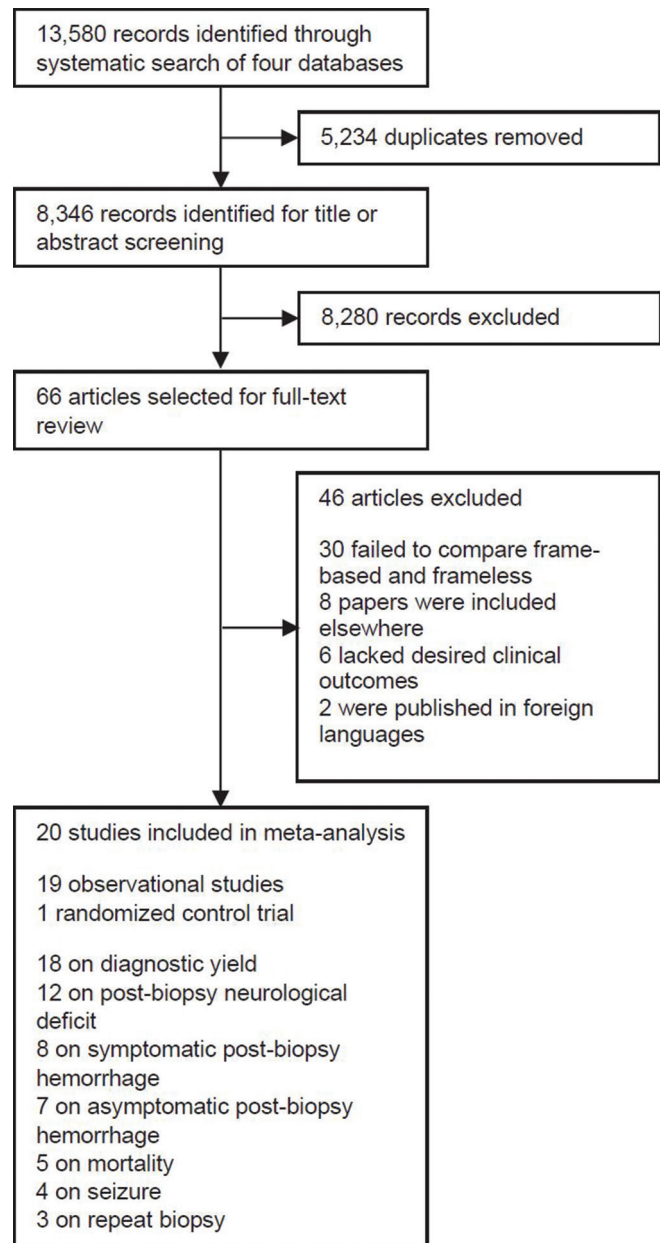 13,580 records identified through
systematic search of four databases
5,234 duplicates removed
8,346 records identified for title or
abstract screening
8,280 records excluded
66 articles selected for full-text
review
46 articles excluded
30 failed to compare frame-
based and frameless
8 papers were included
elsewhere
6 lacked desired clinical
outcomes
2 were published in foreign
languages
20 studies included in meta-analysis
19 observational studies
1 randomized control trial
18 on diagnostic yield
12 on post-biopsy neurological
deficit
8 on symptomatic post-biopsy
hemorrhage
7 on asymptomatic post-biopsy
hemorrhage
5 on mortality
4 on seizure
3 on repeat biopsy